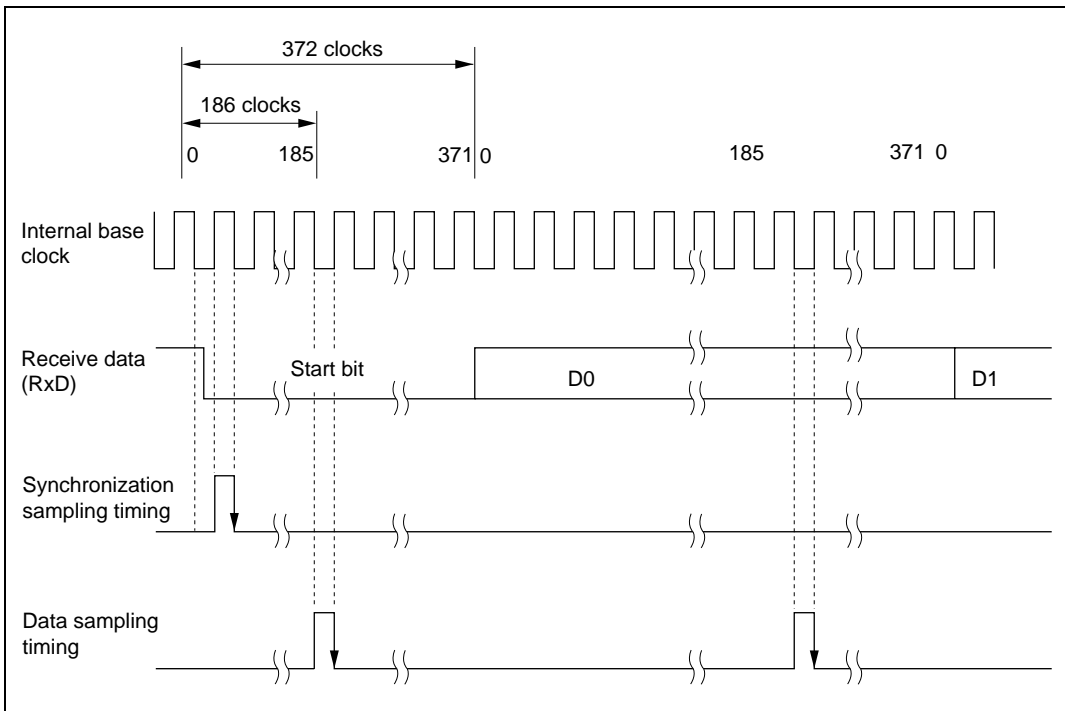 372 clocks
186 clocks
0 185 371 0 185 371 0
Internal base
clock
Receive data
(RxD)
Start bit
D0
D1
Synchronization
sampling timing
Data sampling
timing